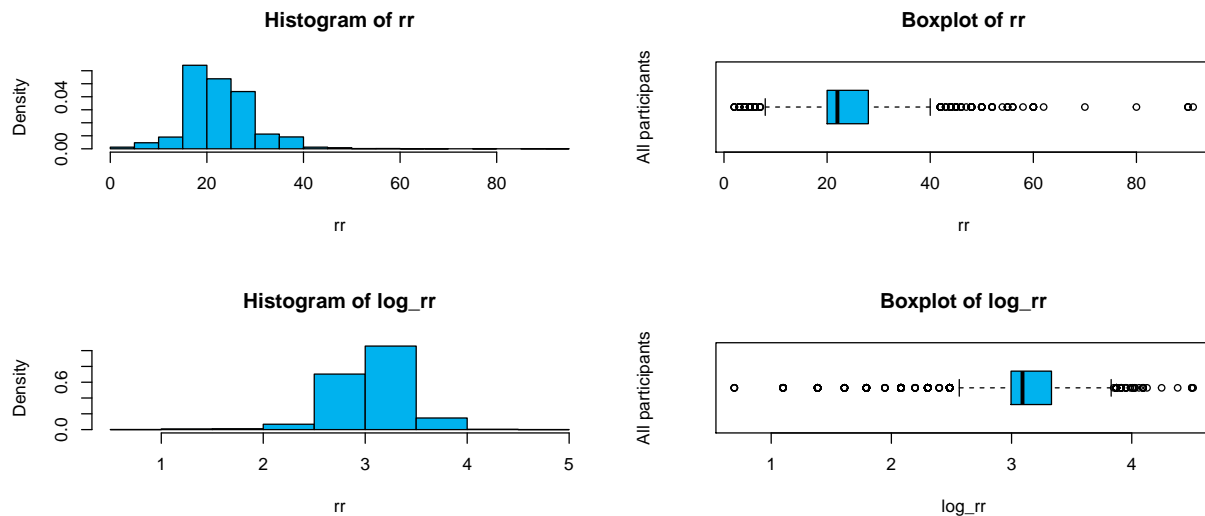 Histogram of rr
Density
0.04
0.00
0 20 40 60 80
rr
Boxplot of rr
All participants
0 20 40 60 80
rr
Histogram of log_rr
Density
0.6
0.0
1 2 3 4 5
rr
Boxplot of log_rr
All participants
1 2 3 4
log_rr